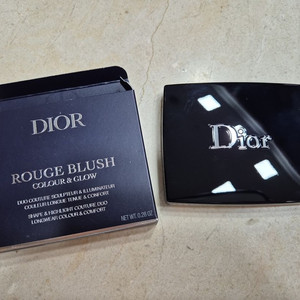 DIOR
ROUGE BLUSH
COLOUR & GLOW
DUO COUTURE SCULPTEUR & ILLUMINATEUR
COULEUR LONGUE TENUE & CONFORT
SHAPE & HIGHLIGHT COUTURE DUO
LONGWEAR COLOUR & COMFORT
NET WT. 0.28 OZ
Dior